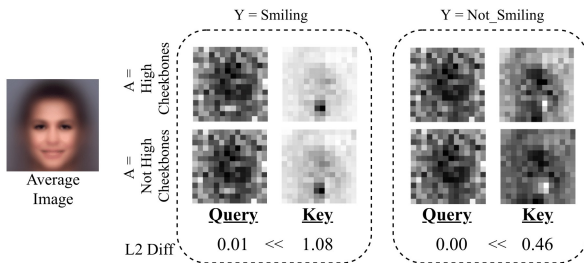 Y = Smiling
Y = Not_Smiling
A =
High
Cheekbones
A =
Not High
Cheekbones
Average
Image
Query
Key
Query
Key
L2 Diff
0.01 << 1.08
0.00 << 0.46